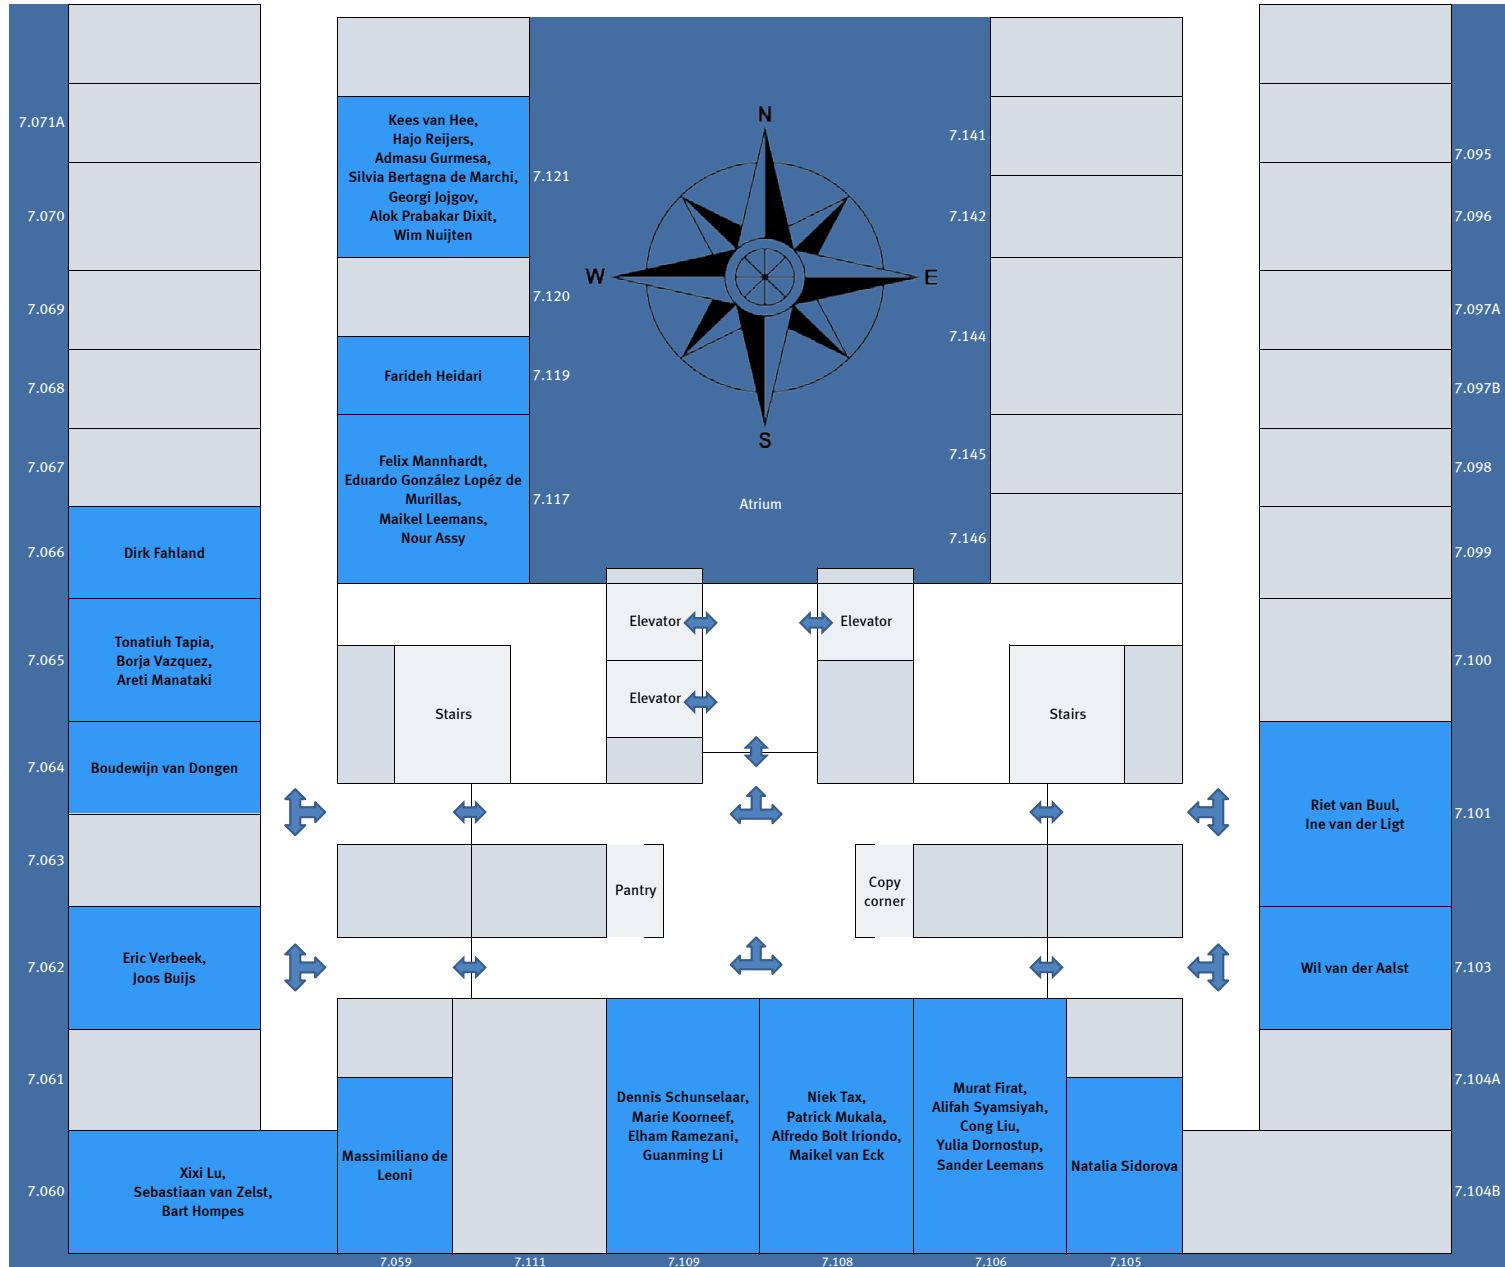 7.071A
7.070
7.069
7.068
7.067
7.066
7.065
7.064
7.063
7.062
7.061
7.060
Dirk Fahland
Tonatiuh Tapia,
Borja Vazquez,
Areti Manataki
Boudewijn van Dongen
Eric Verbeek,
Joos Buijs
Xixi Lu,
Sebastiaan van Zelst,
Bart Hompes
Kees van Hee,
Hajo Reijers,
Admasu Gurmesa,
Silvia Bertagna de Marchi,
Georgi Jojgov,
Alok Prabakar Dixit,
Wim Nuijten
7.121
7.120
Farideh Heidari
7.119
Felix Mannhardt,
Eduardo González Lopéz de
Murillas,
Maikel Leemans,
Nour Assy
7.117
N
W
E
S
Atrium
7.141
7.142
7.144
7.145
7.146
Elevator
Elevator
Elevator
Stairs
Stairs
Pantry
Copy
corner
Massimiliano de
Leoni
Dennis Schunselaar,
Marie Koorneef,
Elham Ramezani,
Guanming Li
Niek Tax,
Patrick Mukala,
Alfredo Bolt Iriondo,
Maikel van Eck
Murat Firat,
Alifah Syamsiyah,
Cong Liu,
Yulia Dornostup,
Sander Leemans
Natalia Sidorova
7.059
7.111
7.109
7.108
7.106
7.105
Riet van Buul,
Ine van der Ligt
Wil van der Aalst
7.095
7.096
7.097A
7.097B
7.098
7.099
7.100
7.101
7.103
7.104A
7.104B